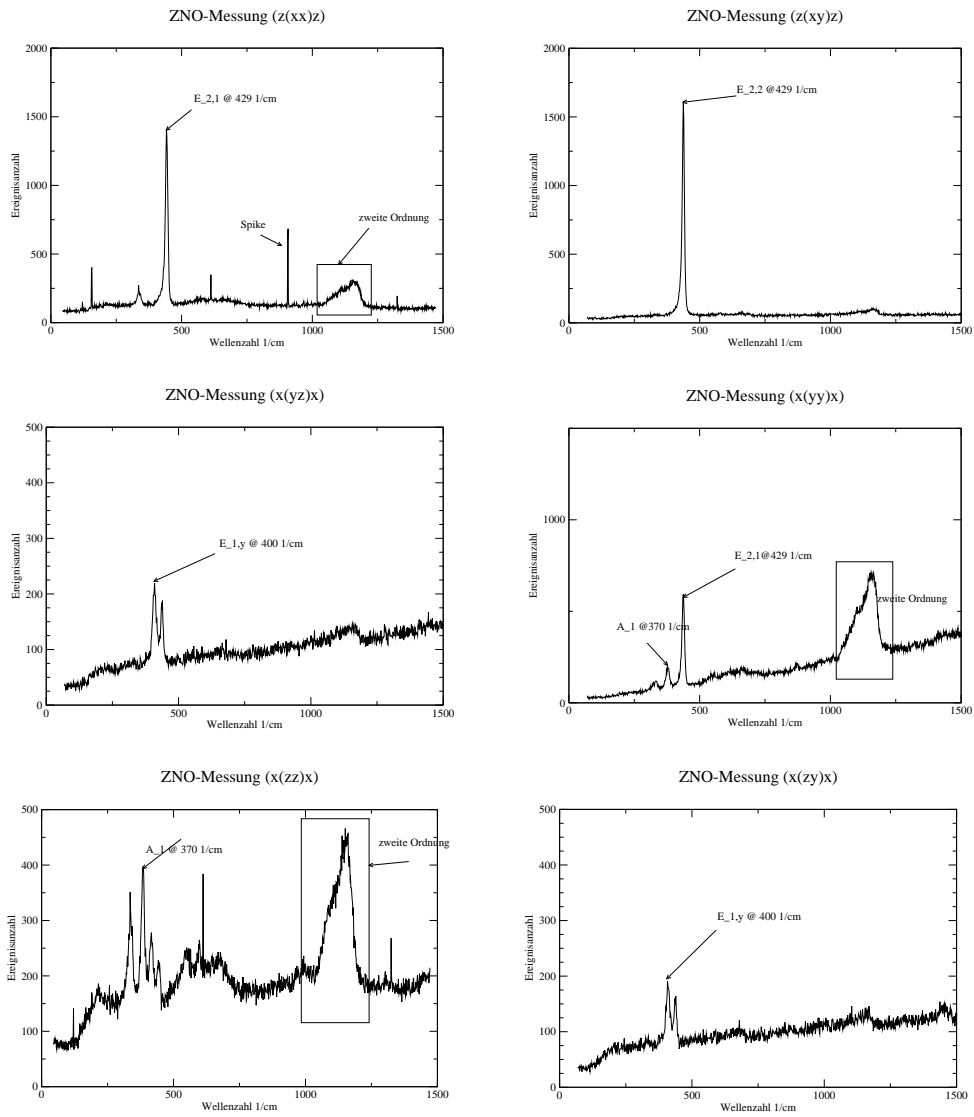 ZNO-Messung (z(xx)z)
2000
1500
1000
500
0
Ereignisanzahl
E_2,1 @ 429 1/cm
Spike
zweite Ordnung
0
500
1000
1500
Wellenzahl 1/cm
ZNO-Messung (z(xy)z)
2000
1500
1000
500
0
Ereignisanzahl
E_2,2 @429 1/cm
0
500
1000
1500
Wellenzahl 1/cm
ZNO-Messung (x(yz)x)
500
400
300
200
100
0
Ereignisanzahl
E_1,y @ 400 1/cm
0
500
1000
1500
Wellenzahl 1/cm
ZNO-Messung (x(yy)x)
1000
500
0
Ereignisanzahl
E_2,1@429 1/cm
A_1 @370 1/cm
zweite Ordnung
0
500
1000
1500
Wellenzahl 1/cm
ZNO-Messung (x(zz)x)
500
400
300
200
100
0
Ereignisanzahl
A_1 @ 370 1/cm
zweite Ordnung
0
500
1000
1500
Wellenzahl 1/cm
ZNO-Messung (x(zy)x)
500
400
300
200
100
0
Ereignisanzahl
E_1,y @ 400 1/cm
0
500
1000
1500
Wellenzahl 1/cm